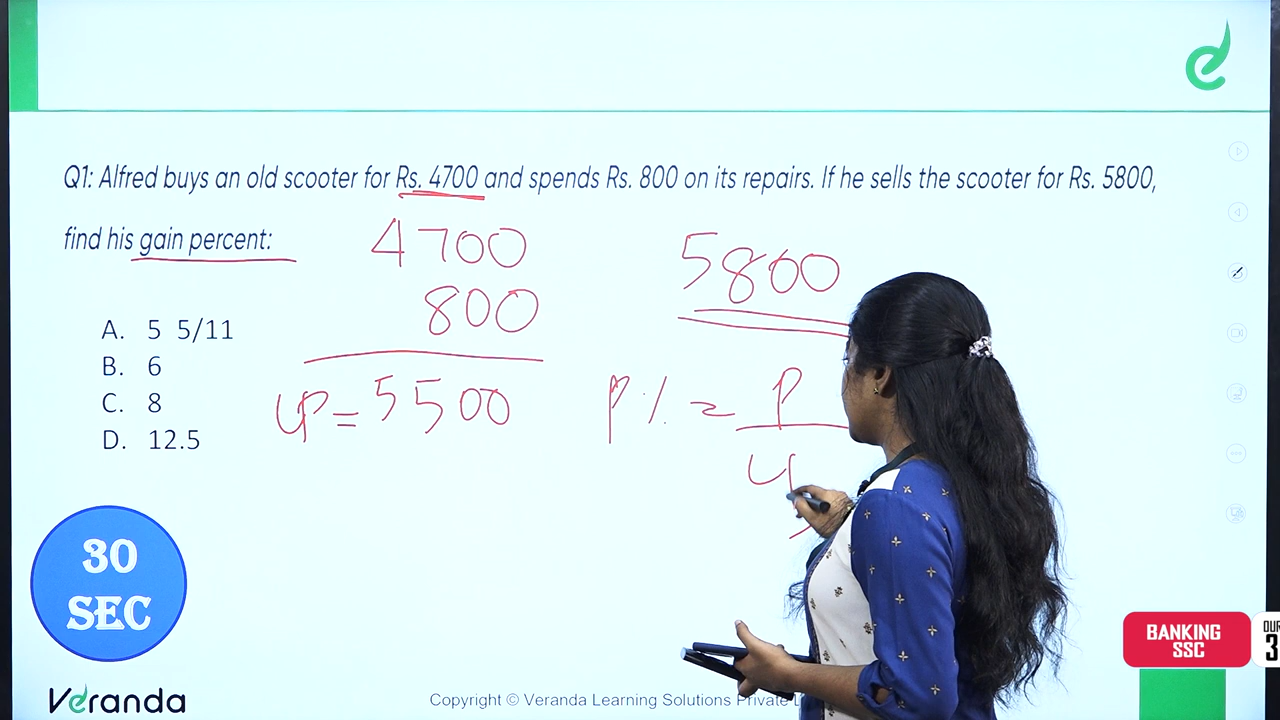 Q1: Alfred buys an old scooter for Rs. 4700 and spends Rs. 800 on its repairs. If he sells the scooter for Rs. 5800,
find his gain percent:
4700
5800
800
A. 5 5/11
B. 6
C. 8
D. 12.5
CP = 5500
P % = P
30
SEC
BANKING
SSC
OUR
3
Veranda
Copyright © Veranda Learning Solutions Private